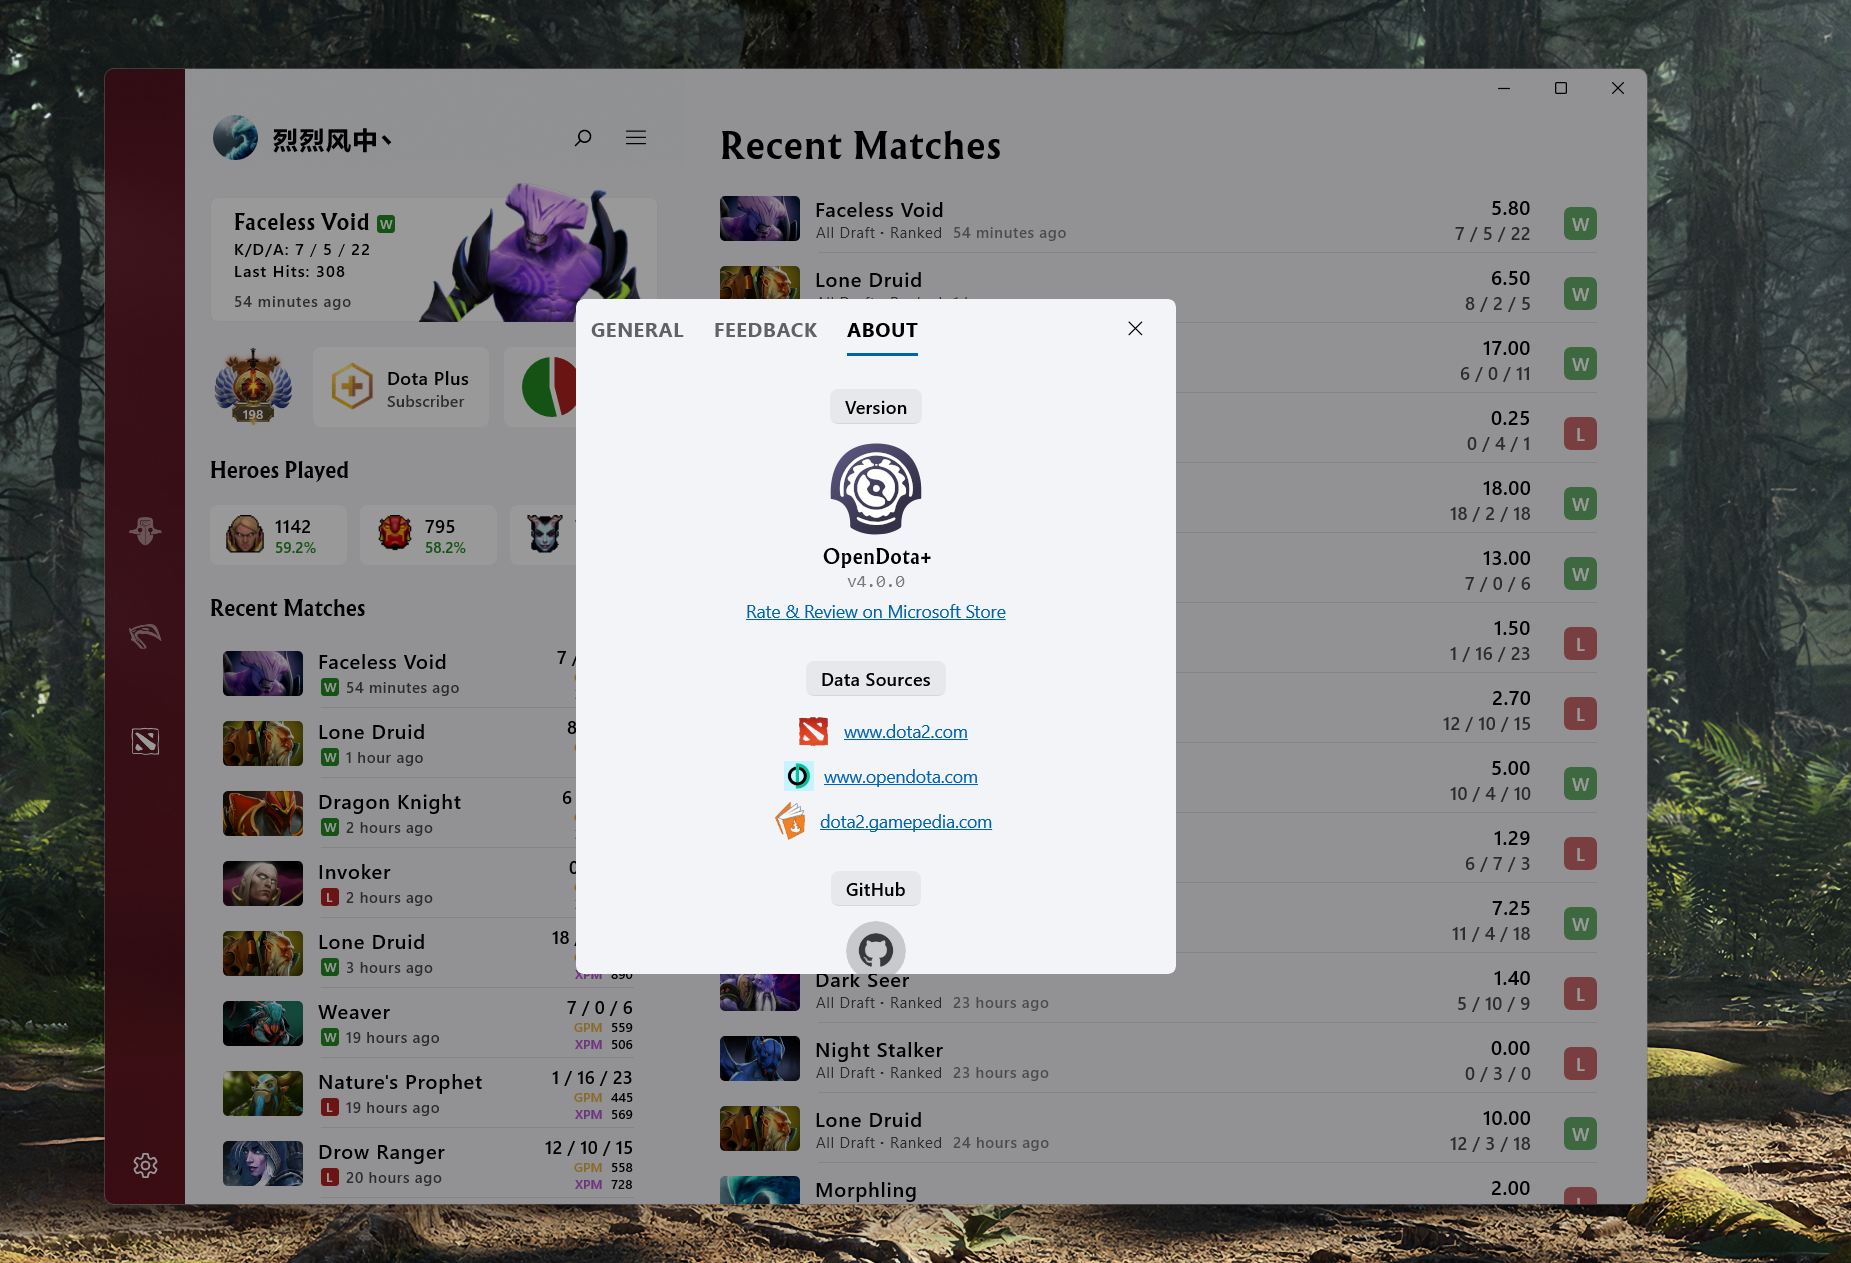 烈烈风中丶
Faceless Void W
K/D/A: 7 / 5 / 22
Last Hits: 308
54 minutes ago
198
Dota Plus
Subscriber
Heroes Played
1142
59.2%
795
58.2%
Recent Matches
Faceless Void
7 /
W 54 minutes ago
Lone Druid
8
W 1 hour ago
Dragon Knight
6
W 2 hours ago
Invoker
L 2 hours ago
Lone Druid
18
W 3 hours ago
XPM 890
Weaver
7 / 0 / 6
W 19 hours ago
GPM 559
XPM 506
Nature's Prophet
1 / 16 / 23
L 19 hours ago
GPM 445
XPM 569
Drow Ranger
12 / 10 / 15
L 20 hours ago
GPM 558
XPM 728
Recent Matches
Faceless Void
All Draft · Ranked 54 minutes ago
5.80
7 / 5 / 22
W
Lone Druid
6.50
8 / 2 / 5
W
17.00
6 / 0 / 11
W
0.25
0 / 4 / 1
L
18.00
18 / 2 / 18
W
13.00
7 / 0 / 6
W
1.50
1 / 16 / 23
L
2.70
12 / 10 / 15
L
5.00
10 / 4 / 10
W
1.29
6 / 7 / 3
L
7.25
11 / 4 / 18
W
Dark Seer
All Draft · Ranked 23 hours ago
1.40
5 / 10 / 9
L
Night Stalker
All Draft · Ranked 23 hours ago
0.00
0 / 3 / 0
L
Lone Druid
All Draft · Ranked 24 hours ago
10.00
12 / 3 / 18
W
Morphling
2.00
L
GENERAL FEEDBACK ABOUT
Version
OpenDota+
v4.0.0
Rate & Review on Microsoft Store
Data Sources
www.dota2.com
www.opendota.com
dota2.gamepedia.com
GitHub